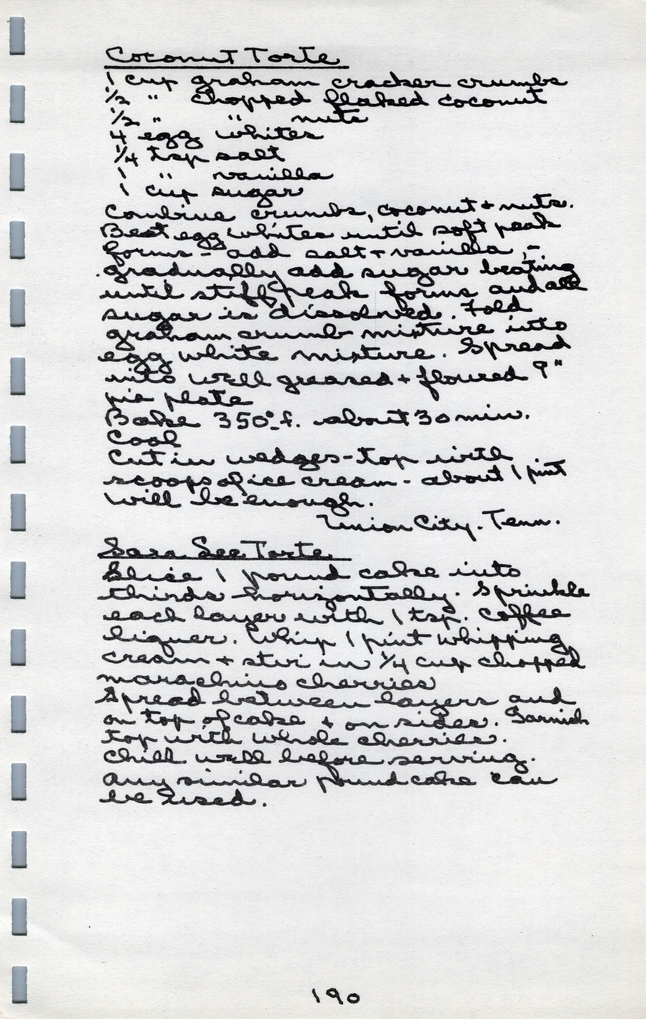 Coconut Torte
1 cup graham cracker crumbs
1/2 " chopped flaked coconut
1/2 " " nuts
4 egg whites
1/4 tsp salt
1 " vanilla
1 cup sugar
Combine crumbs, coconut + nuts.
Beat egg whites until soft peak
forms - add salt + vanilla, -
gradually add sugar beating
until stiff peak forms and all
sugar is dissolved. Fold
graham crumb mixture into
egg white mixture. Spread
into well greased + floured 9"
pie plate
Bake 350° f. about 30 min.
Cool
Cut in wedges - top with
scoops of ice cream - about 1 pint
will be enough.
Union City. Tenn.
Sara Lee Torte
Slice 1 pound cake into
thirds horizontally. Sprinkle
each layer with 1 tsp. coffee
liquer. Whip 1 pint whipping
cream + stir in 1/4 cup chopped
marachino cherries
Spread between layers and
on top of cake + on sides. Garnish
top with whole cherries.
Chill well before serving.
Any similar pound cake can
be used.
190